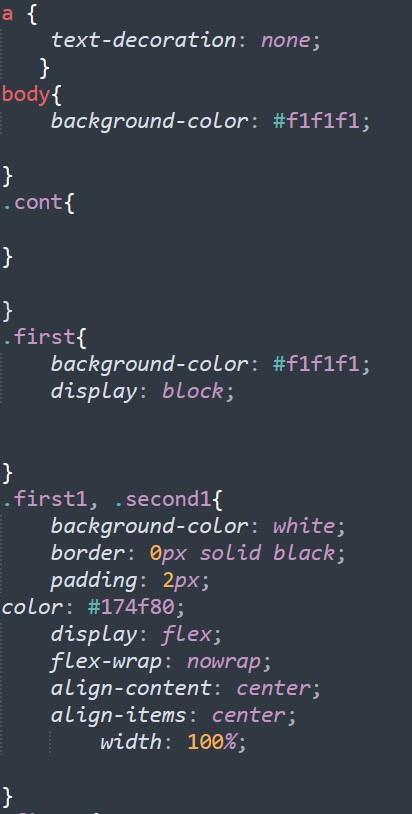 a {
text-decoration: none;
}
body{
background-color: #f1f1f1;
}
.cont{
}
}
.first{
background-color: #f1f1f1;
display: block;
}
.first1, .second1{
background-color: white;
border: 0px solid black;
padding: 2px;
color: #174f80;
display: flex;
flex-wrap: nowrap;
align-content: center;
align-items: center;
width: 100%;
}